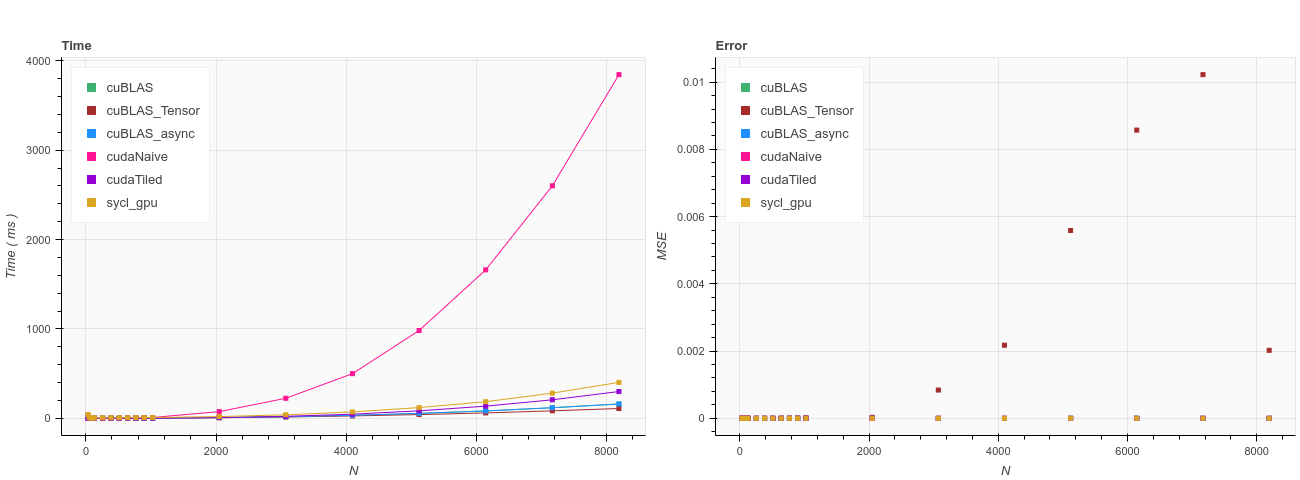 Time
4000
3000
2000
1000
0
Time ( ms )
cuBLAS
cuBLAS_Tensor
cuBLAS_async
cudaNaive
cudaTiled
sycl_gpu
0
2000
4000
6000
8000
N
Error
0.01
0.008
0.006
0.004
0.002
0
MSE
cuBLAS
cuBLAS_Tensor
cuBLAS_async
cudaNaive
cudaTiled
sycl_gpu
0
2000
4000
6000
8000
N